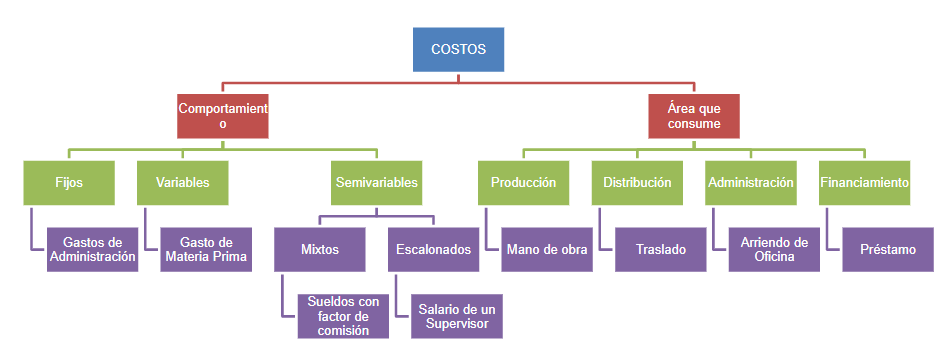 COSTOS
Comportamient
o
Área que
consume
Fijos
Variables
Semivariables
Producción
Distribución
Administración
Financiamiento
Gastos de
Administración
Gasto de
Materia Prima
Mixtos
Escalonados
Mano de obra
Traslado
Arriendo de
Oficina
Préstamo
Sueldos con
factor de
comisión
Salario de un
Supervisor